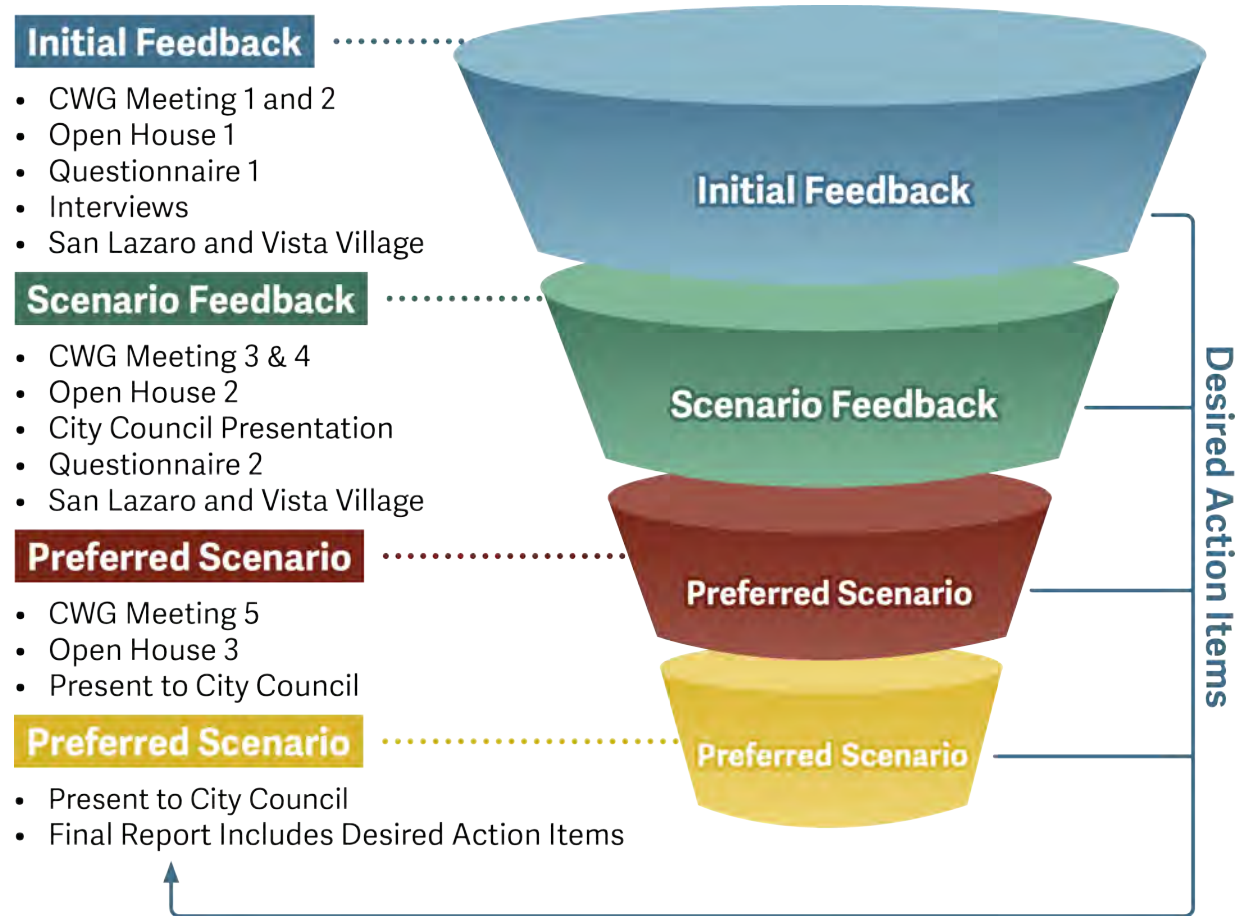 Initial Feedback
• CWG Meeting 1 and 2
• Open House 1
• Questionnaire 1
• Interviews
• San Lazaro and Vista Village
Scenario Feedback
• CWG Meeting 3 & 4
• Open House 2
• City Council Presentation
• Questionnaire 2
• San Lazaro and Vista Village
Preferred Scenario
• CWG Meeting 5
• Open House 3
• Present to City Council
Preferred Scenario
• Present to City Council
• Final Report Includes Desired Action Items
Initial Feedback
Scenario Feedback
Preferred Scenario
Preferred Scenario
Desired Action Items